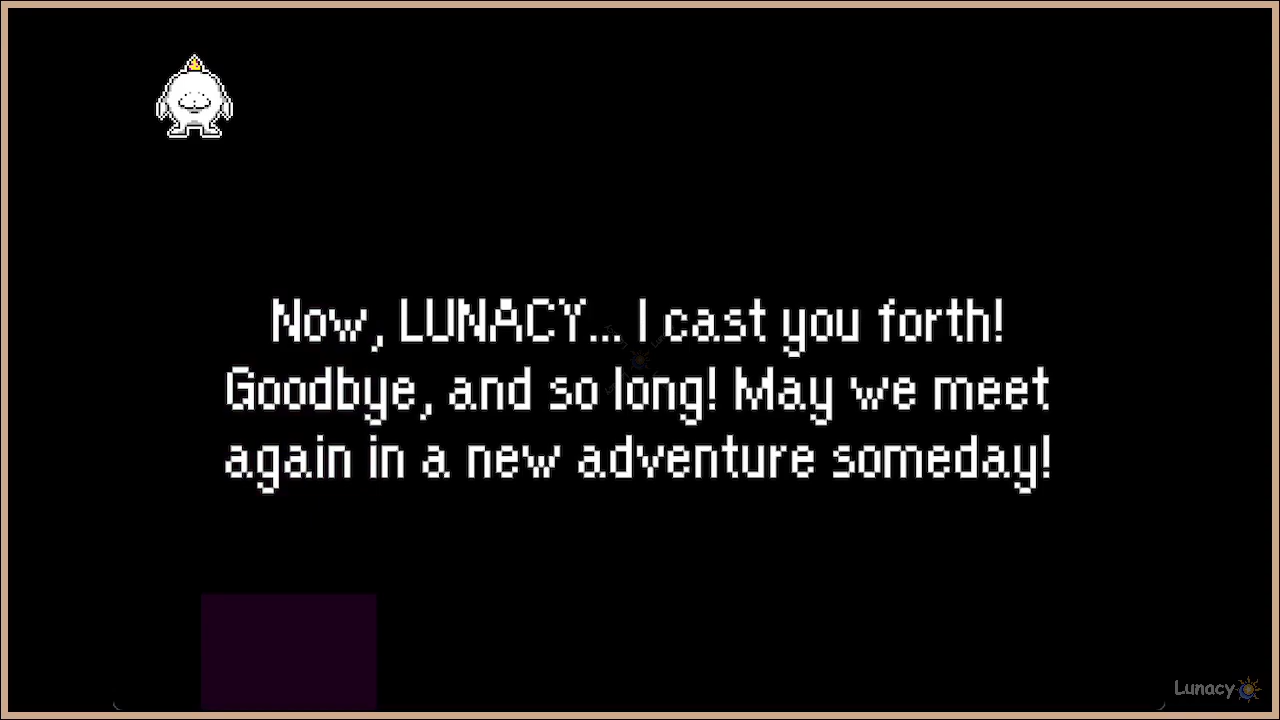 Now, LUNACY... I cast you forth!
Goodbye, and so long! May we meet
again in a new adventure someday!
Lunacy